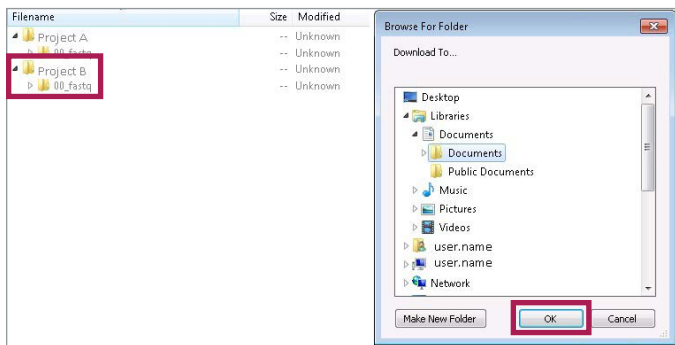 Filename Size Modified
Project A -- Unknown
00_fastq -- Unknown
Project B -- Unknown
00_fastq -- Unknown
Browse For Folder
Download To...
Desktop
Libraries
Documents
Documents
Public Documents
Music
Pictures
Videos
user.name
user.name
Network
Make New Folder OK Cancel